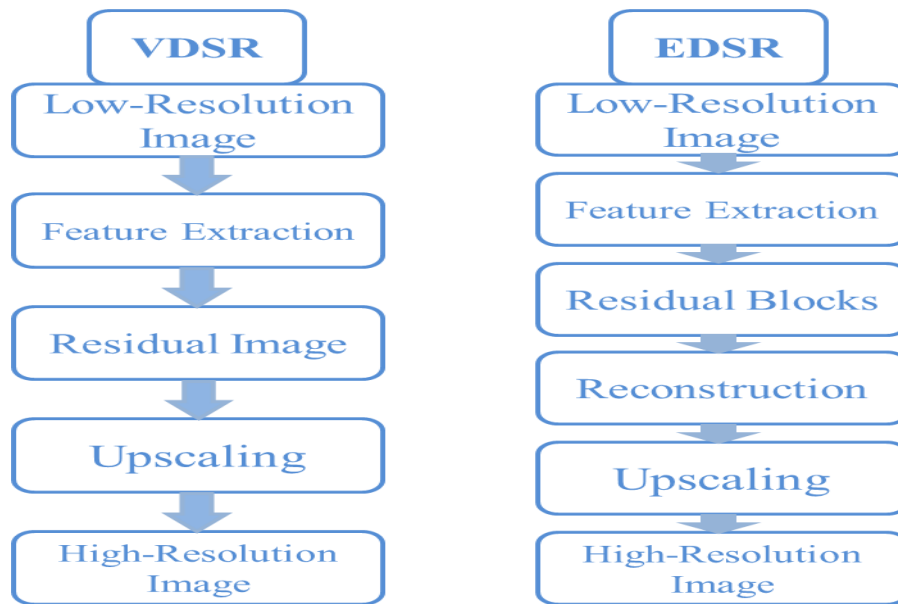 VDSR
Low-Resolution
Image
Feature Extraction
Residual Image
Upscaling
High-Resolution
Image
EDSR
Low-Resolution
Image
Feature Extraction
Residual Blocks
Reconstruction
Upscaling
High-Resolution
Image